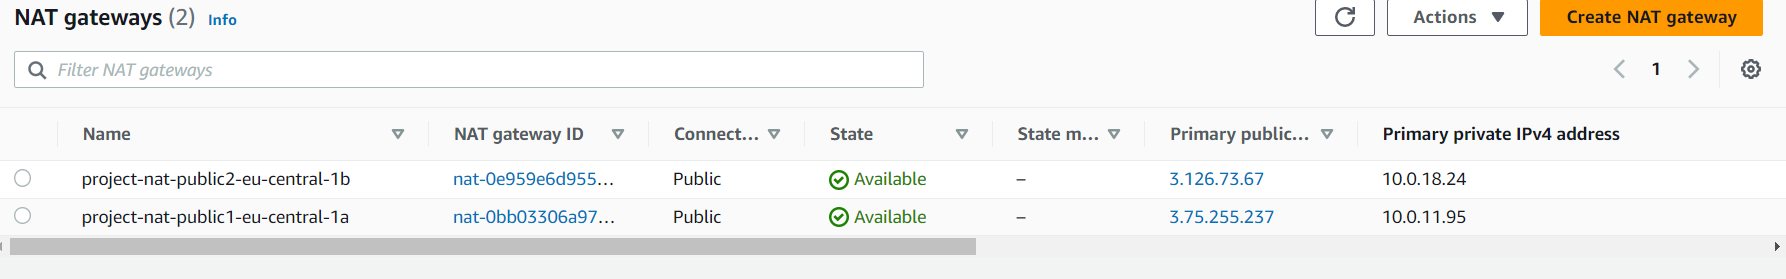 NAT gateways (2) Info Actions Create NAT gateway
Filter NAT gateways 1
Name NAT gateway ID Connect... State State m... Primary public... Primary private IPv4 address
project-nat-public2-eu-central-1b nat-0e959e6d955... Public Available – 3.126.73.67 10.0.18.24
project-nat-public1-eu-central-1a nat-0bb03306a97... Public Available – 3.75.255.237 10.0.11.95